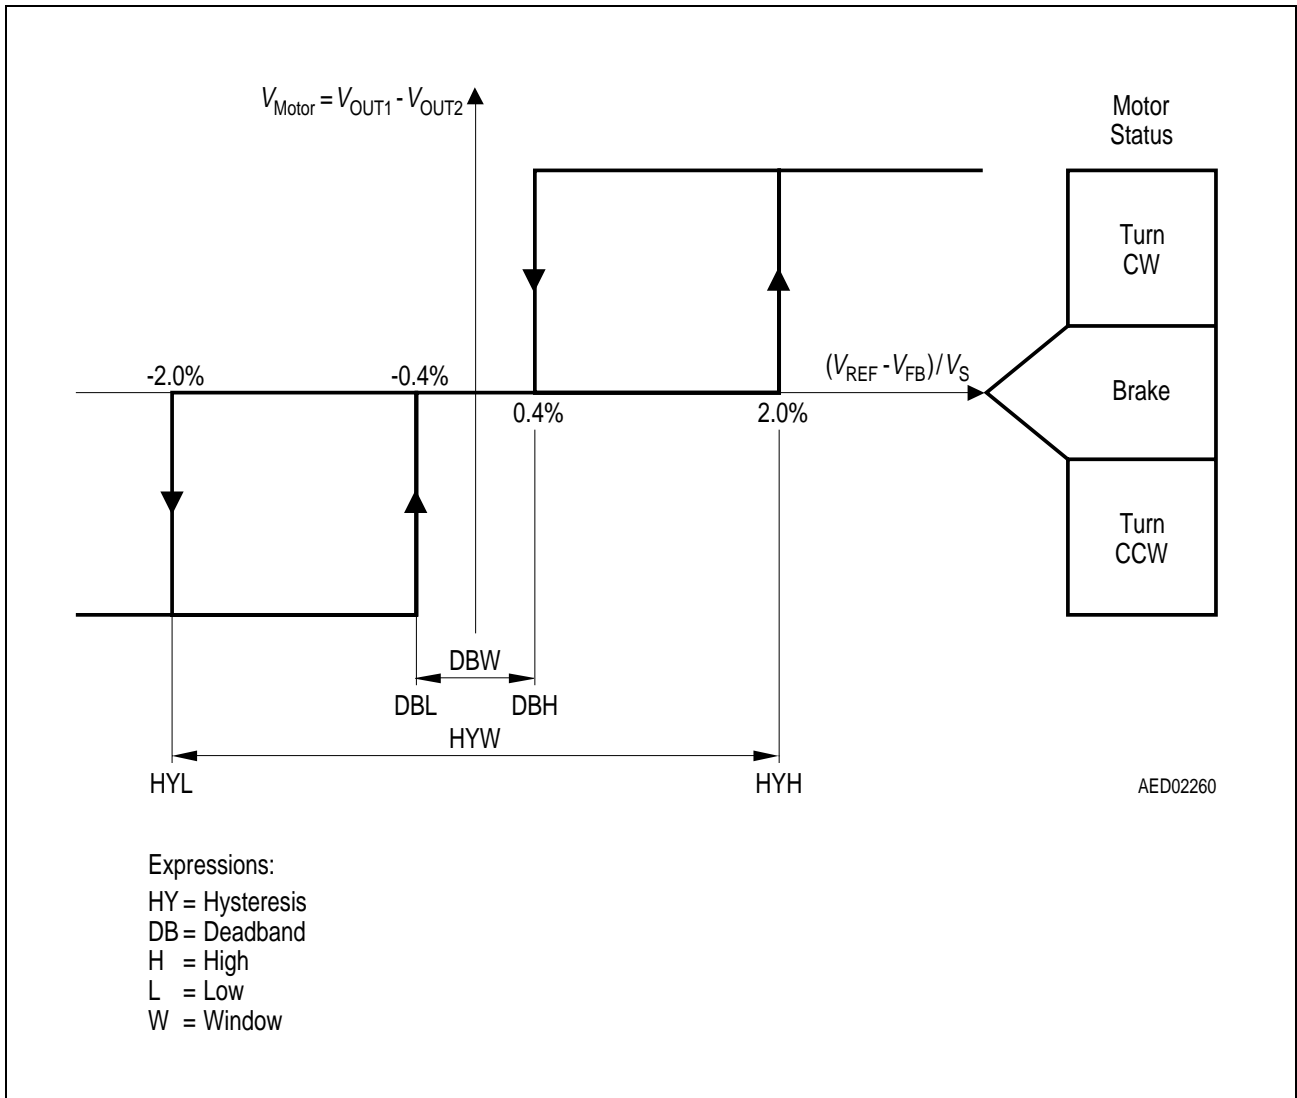 V_Motor = V_OUT1 - V_OUT2
Motor
Status
Turn
CW
-2.0%
-0.4%
(V_REF - V_FB) / V_S
Brake
0.4%
2.0%
Turn
CCW
DBW
DBL
DBH
HYW
HYL
HYH
AED02260
Expressions:
HY = Hysteresis
DB = Deadband
H = High
L = Low
W = Window